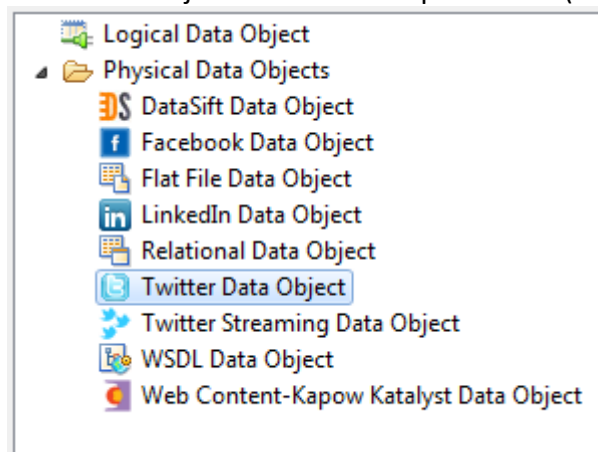 Logical Data Object
Physical Data Objects
DS DataSift Data Object
f Facebook Data Object
Flat File Data Object
in LinkedIn Data Object
Relational Data Object
Twitter Data Object
Twitter Streaming Data Object
WSDL Data Object
Web Content-Kapow Katalyst Data Object